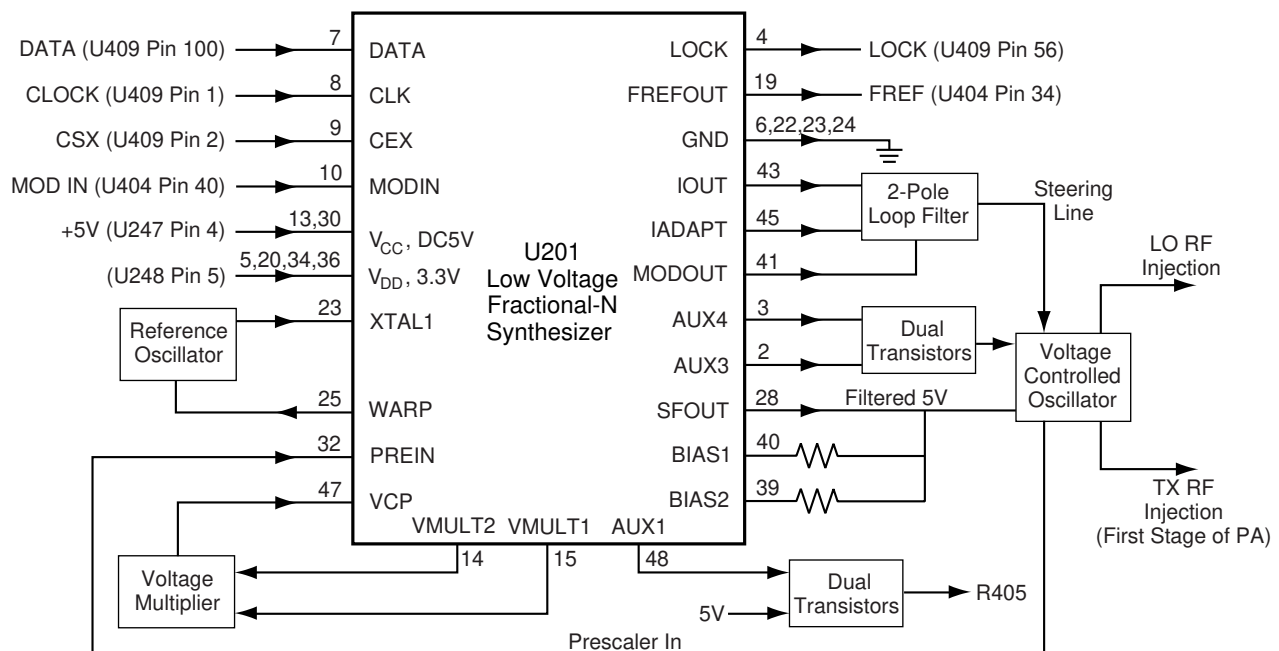 DATA (U409 Pin 100)
7
DATA
LOCK
4
LOCK (U409 Pin 56)
CLOCK (U409 Pin 1)
8
CLK
FREFOUT
19
FREF (U404 Pin 34)
CSX (U409 Pin 2)
9
CEX
GND
6,22,23,24
MOD IN (U404 Pin 40)
10
MODIN
IOUT
43
2-Pole
Loop Filter
Steering
Line
+5V (U247 Pin 4)
13,30
VCC, DC5V
IADAPT
45
(U248 Pin 5)
5,20,34,36
VDD, 3.3V
MODOUT
41
U201
Low Voltage
Fractional-N
Synthesizer
LO RF
Injection
Reference
Oscillator
23
XTAL1
AUX4
3
Dual
Transistors
AUX3
2
Voltage
Controlled
Oscillator
25
WARP
SFOUT
28
Filtered 5V
32
PREIN
BIAS1
40
47
VCP
BIAS2
39
TX RF
Injection
(First Stage of PA)
VMULT2
VMULT1
AUX1
14
15
48
Voltage
Multiplier
Dual
Transistors
R405
5V
Prescaler In